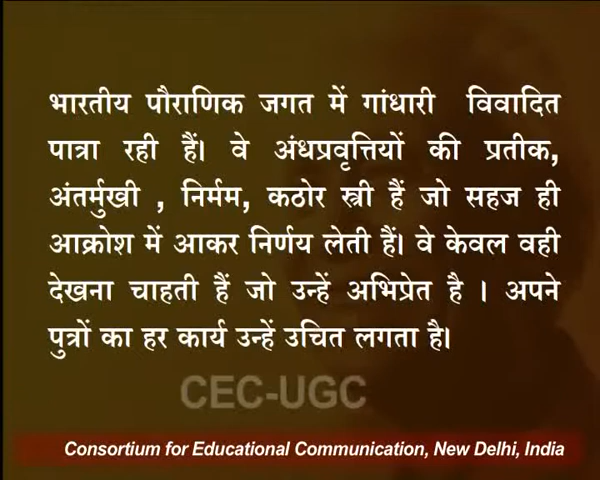 भारतीय पौराणिक जगत में गांधारी विवादित
पात्रा रही हैं। वे अंधप्रवृत्तियों की प्रतीक,
अंतर्मुखी , निर्मम, कठोर स्त्री हैं जो सहज ही
आक्रोश में आकर निर्णय लेती हैं। वे केवल वही
देखना चाहती हैं जो उन्हें अभिप्रेत है । अपने
पुत्रों का हर कार्य उन्हें उचित लगता है।
CEC-UGC
Consortium for Educational Communication, New Delhi, India